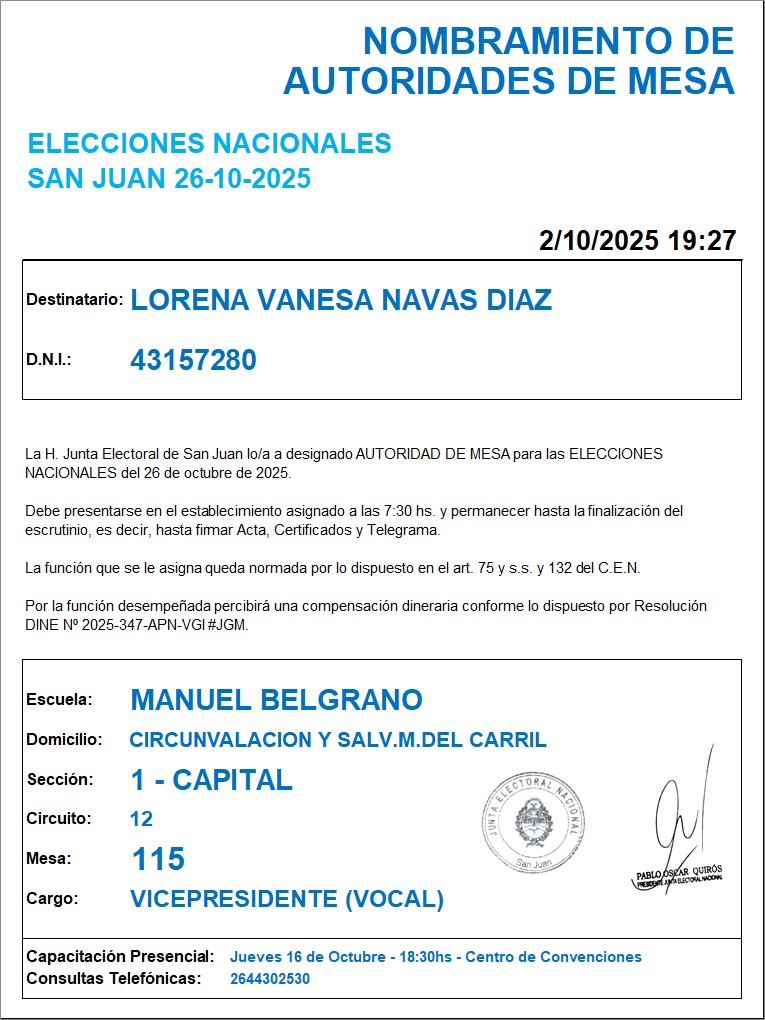 NOMBRAMIENTO DE
AUTORIDADES DE MESA
ELECCIONES NACIONALES
SAN JUAN 26-10-2025
2/10/2025 19:27
Destinatario: LORENA VANESA NAVAS DIAZ
D.N.I.: 43157280
La H. Junta Electoral de San Juan lo/a a designado AUTORIDAD DE MESA para las ELECCIONES
NACIONALES del 26 de octubre de 2025.
Debe presentarse en el establecimiento asignado a las 7:30 hs. y permanecer hasta la finalización del
escrutinio, es decir, hasta firmar Acta, Certificados y Telegrama.
La función que se le asigna queda normada por lo dispuesto en el art. 75 y s.s. y 132 del C.E.N.
Por la función desempeñada percibirá una compensación dineraria conforme lo dispuesto por Resolución
DINE Nº 2025-347-APN-VGI#JGM.
Escuela: MANUEL BELGRANO
Domicilio: CIRCUNVALACION Y SALV.M.DEL CARRIL
Sección: 1 - CAPITAL
Circuito: 12
Mesa: 115
Cargo: VICEPRESIDENTE (VOCAL)
JUNTA ELECTORAL NACIONAL
San Juan
PABLO OSCAR QUIRÓS
PRESIDENTE JUNTA ELECTORAL NACIONAL
Capacitación Presencial: Jueves 16 de Octubre - 18:30hs - Centro de Convenciones
Consultas Telefónicas: 2644302530